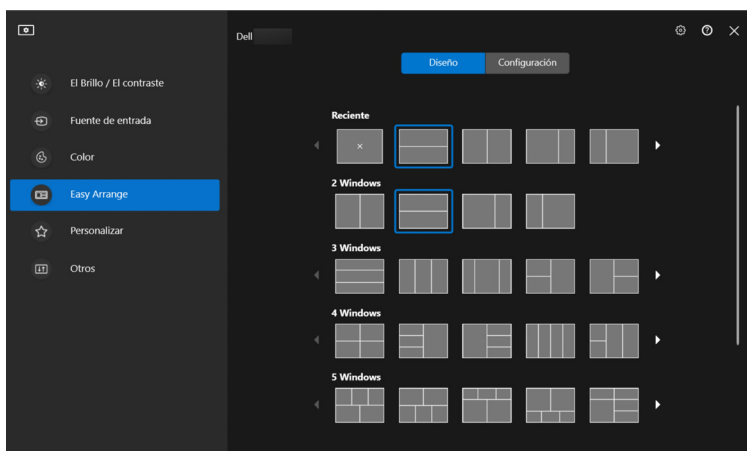 Dell
Diseño
Configuración
El Brillo / El contraste
Fuente de entrada
Color
Easy Arrange
Personalizar
Otros
Reciente
2 Windows
3 Windows
4 Windows
5 Windows